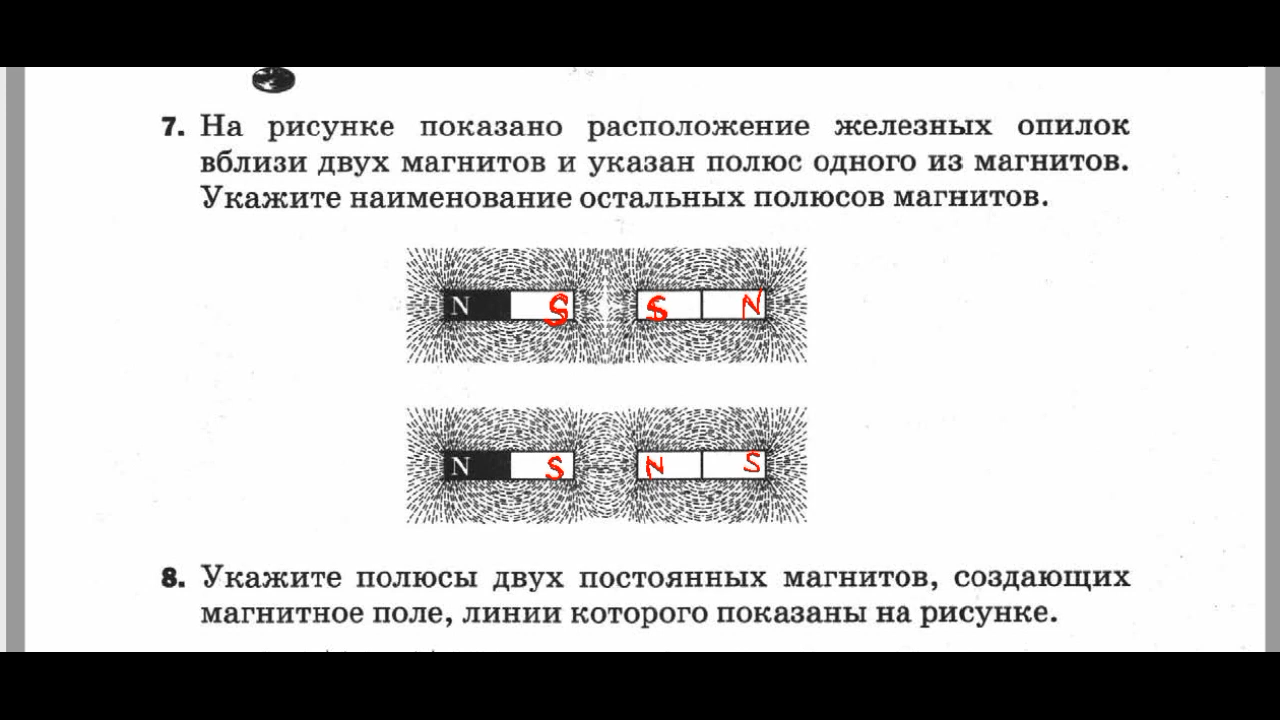 7. На рисунке показано расположение железных опилок
вблизи двух магнитов и указан полюс одного из магнитов.
Укажите наименование остальных полюсов магнитов.
N S S N
N S N S
8. Укажите полюсы двух постоянных магнитов, создающих
магнитное поле, линии которого показаны на рисунке.